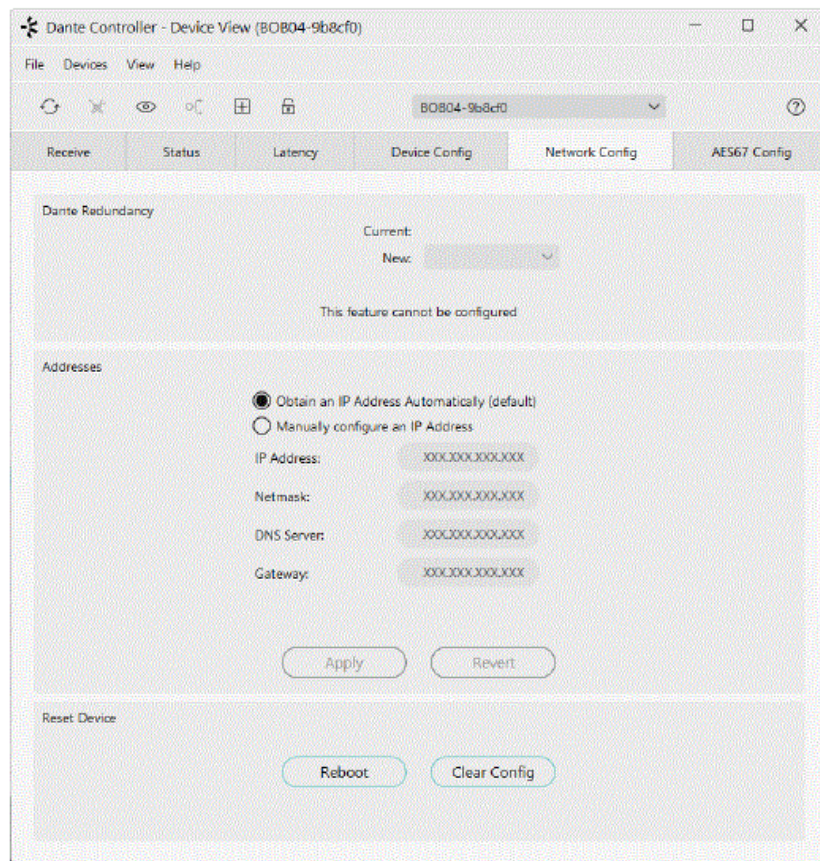 Dante Controller - Device View (BOB04-9b8cf0)
File Devices View Help
BOB04-9b8cf0
Receive Status Latency Device Config Network Config AES67 Config
Dante Redundancy
Current:
New:
This feature cannot be configured
Addresses
Obtain an IP Address Automatically (default)
Manually configure an IP Address
IP Address: XXX.XXX.XXX.XXX
Netmask: XXX.XXX.XXX.XXX
DNS Server: XXX.XXX.XXX.XXX
Gateway: XXX.XXX.XXX.XXX
Apply Revert
Reset Device
Reboot Clear Config